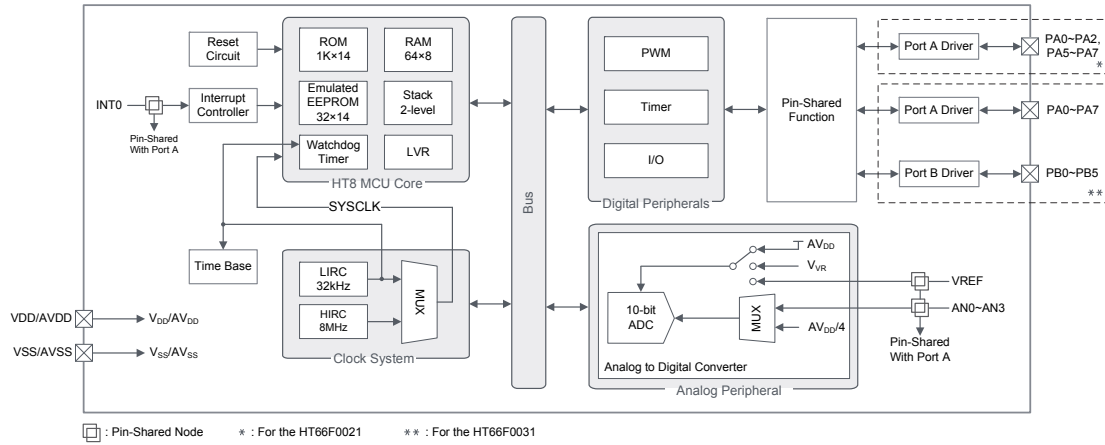 Reset
Circuit
ROM
1K×14
RAM
64×8
INT0
Interrupt
Controller
Emulated
EEPROM
32×14
Stack
2-level
Pin-Shared
With Port A
Watchdog
Timer
LVR
HT8 MCU Core
SYSCLK
Time Base
LIRC
32kHz
HIRC
8MHz
MUX
Clock System
VDD/AVDD
VDD/AVDD
VSS/AVSS
VSS/AVSS
Bus
PWM
Timer
I/O
Digital Peripherals
Pin-Shared
Function
Port A Driver
PA0~PA2,
PA5~PA7
*
Port A Driver
PA0~PA7
Port B Driver
PB0~PB5
**
AVDD
VVR
VREF
10-bit
ADC
MUX
AN0~AN3
AVDD/4
Pin-Shared
With Port A
Analog to Digital Converter
Analog Peripheral
: Pin-Shared Node
* : For the HT66F0021
** : For the HT66F0031